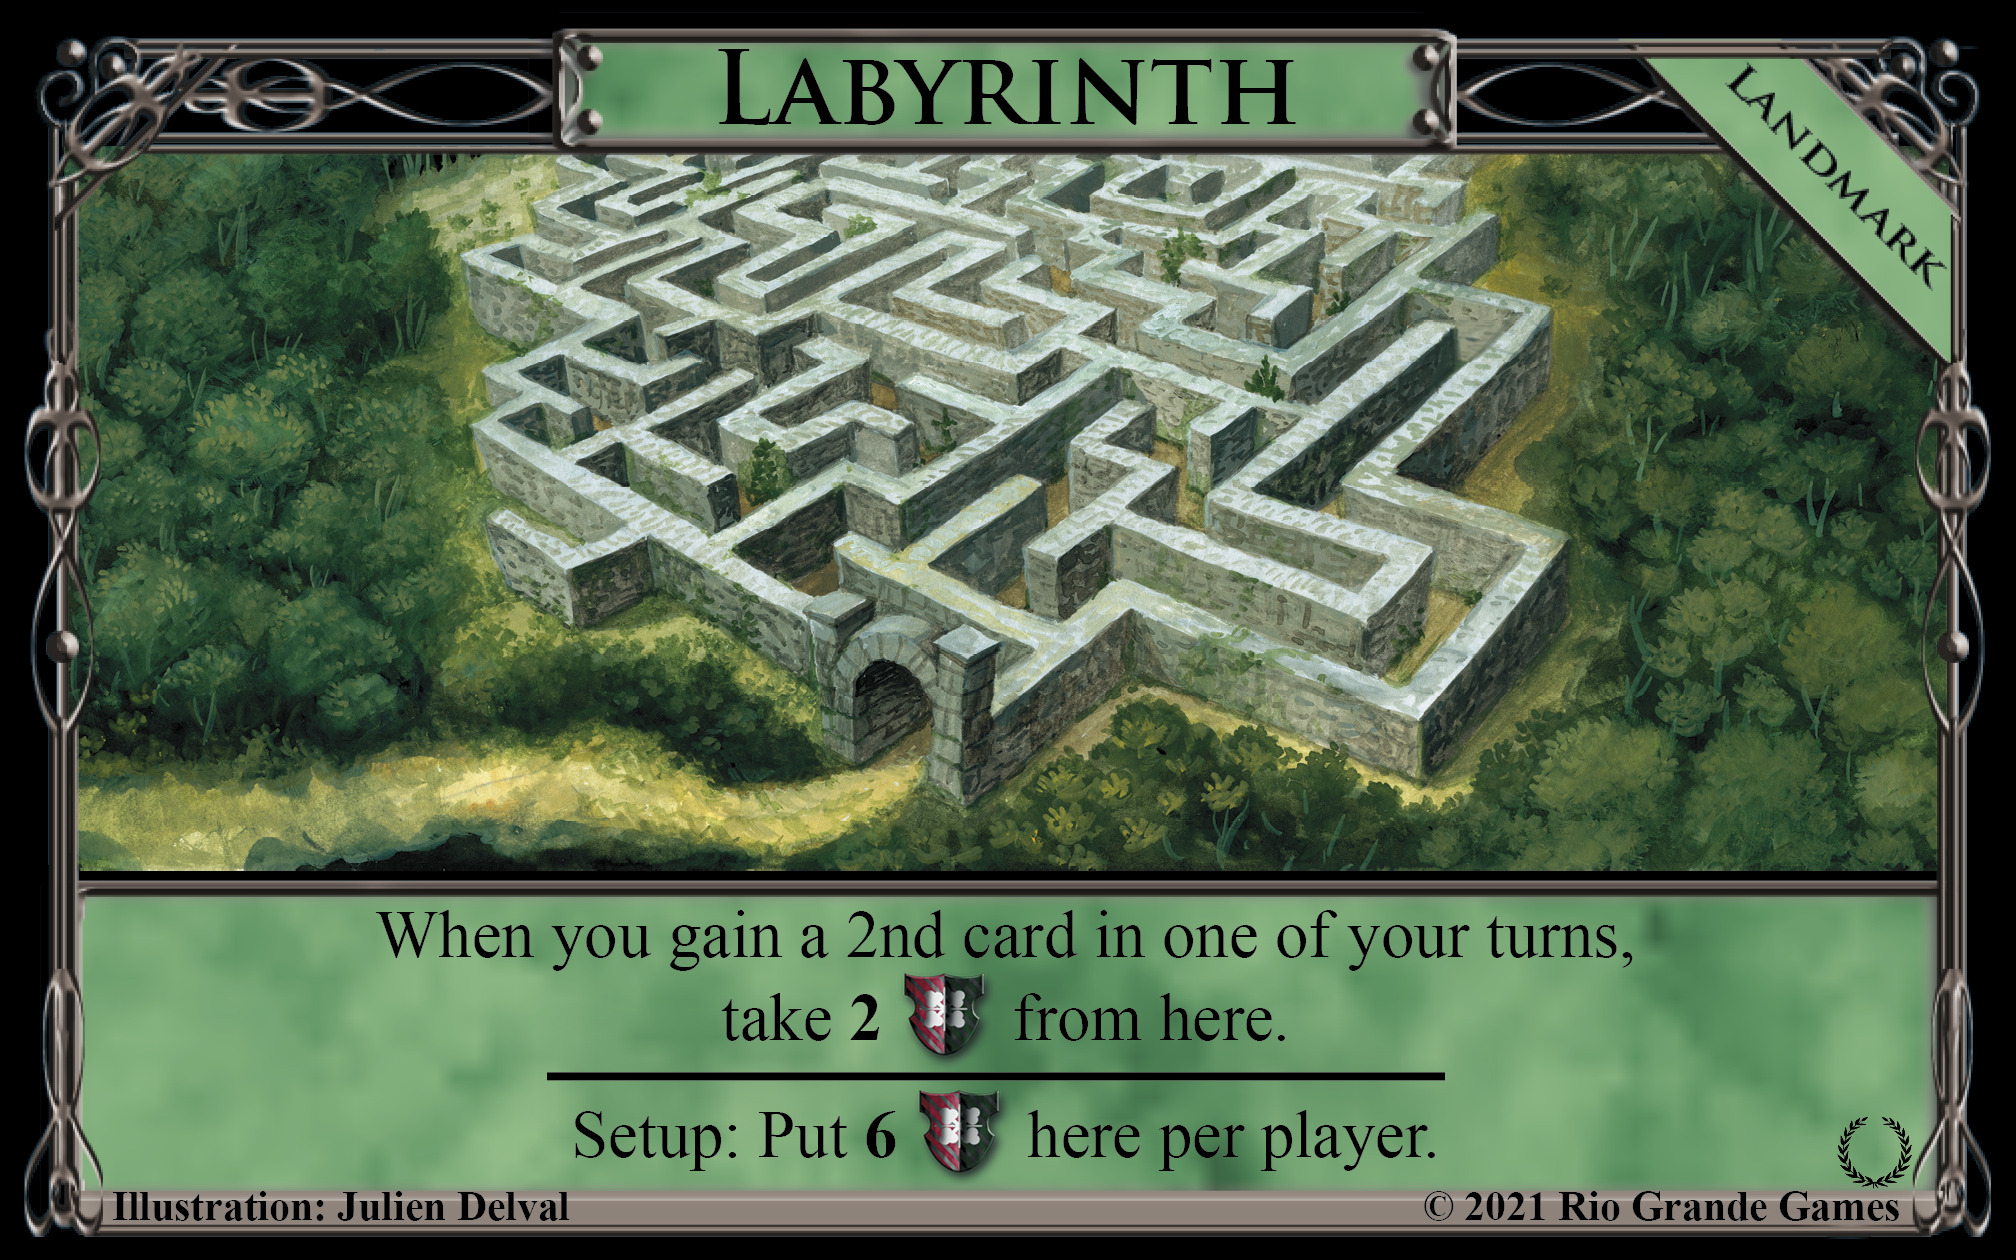 LABYRINTH
LANDMARK
When you gain a 2nd card in one of your turns,
take 2 from here.
Setup: Put 6 here per player.
Illustration: Julien Delval
© 2021 Rio Grande Games